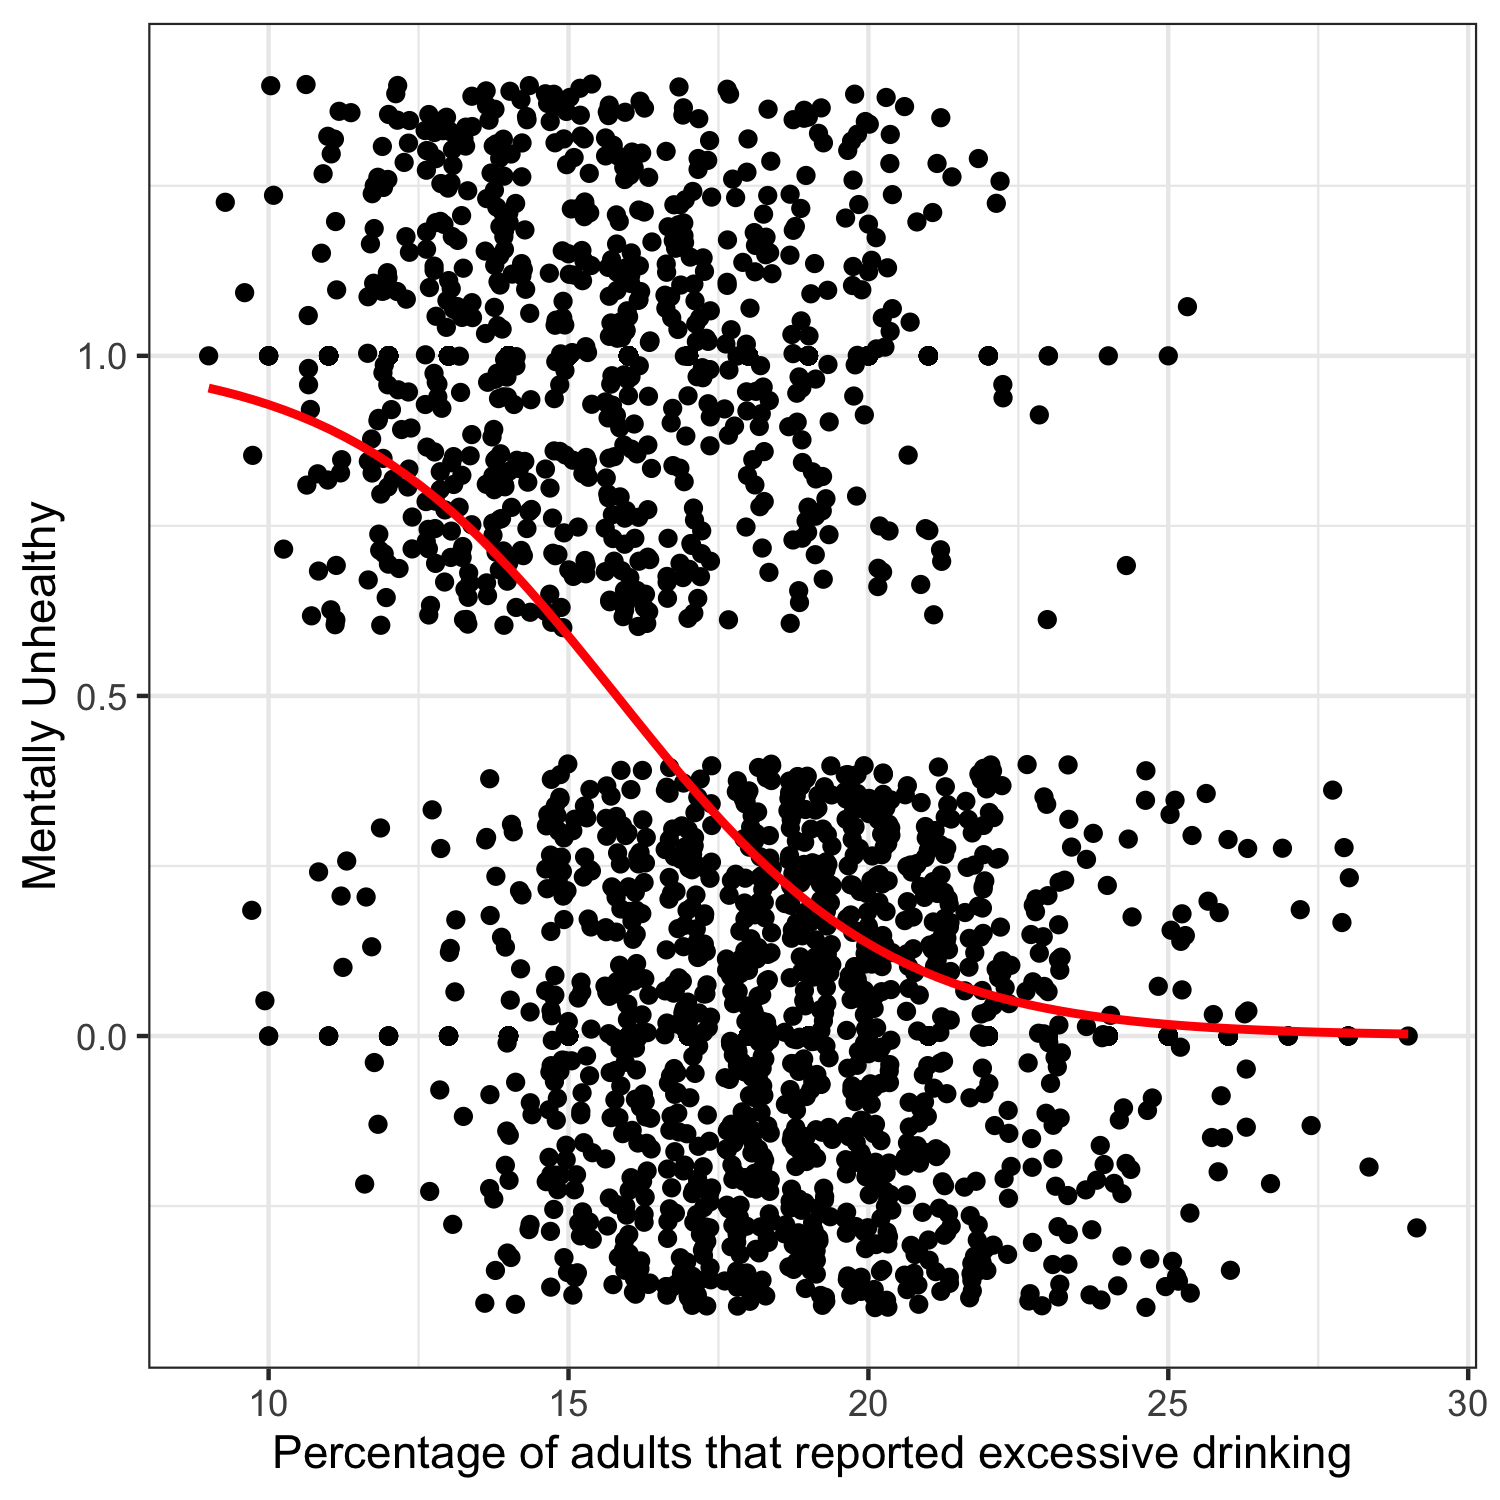 Mentally Unhealthy
1.0
0.5
0.0
10 15 20 25 30
Percentage of adults that reported excessive drinking